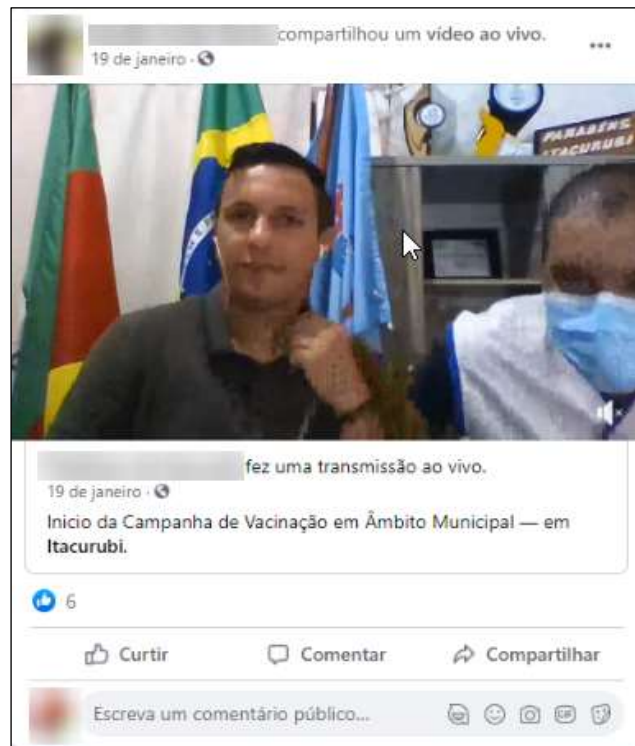 compartilhou um vídeo ao vivo.
19 de janeiro ·
PARABÉNS
ITACURUBI
fez uma transmissão ao vivo.
19 de janeiro ·
Inicio da Campanha de Vacinação em Âmbito Municipal — em
Itacurubi.
6
Curtir
Comentar
Compartilhar
Escreva um comentário público...
GIF